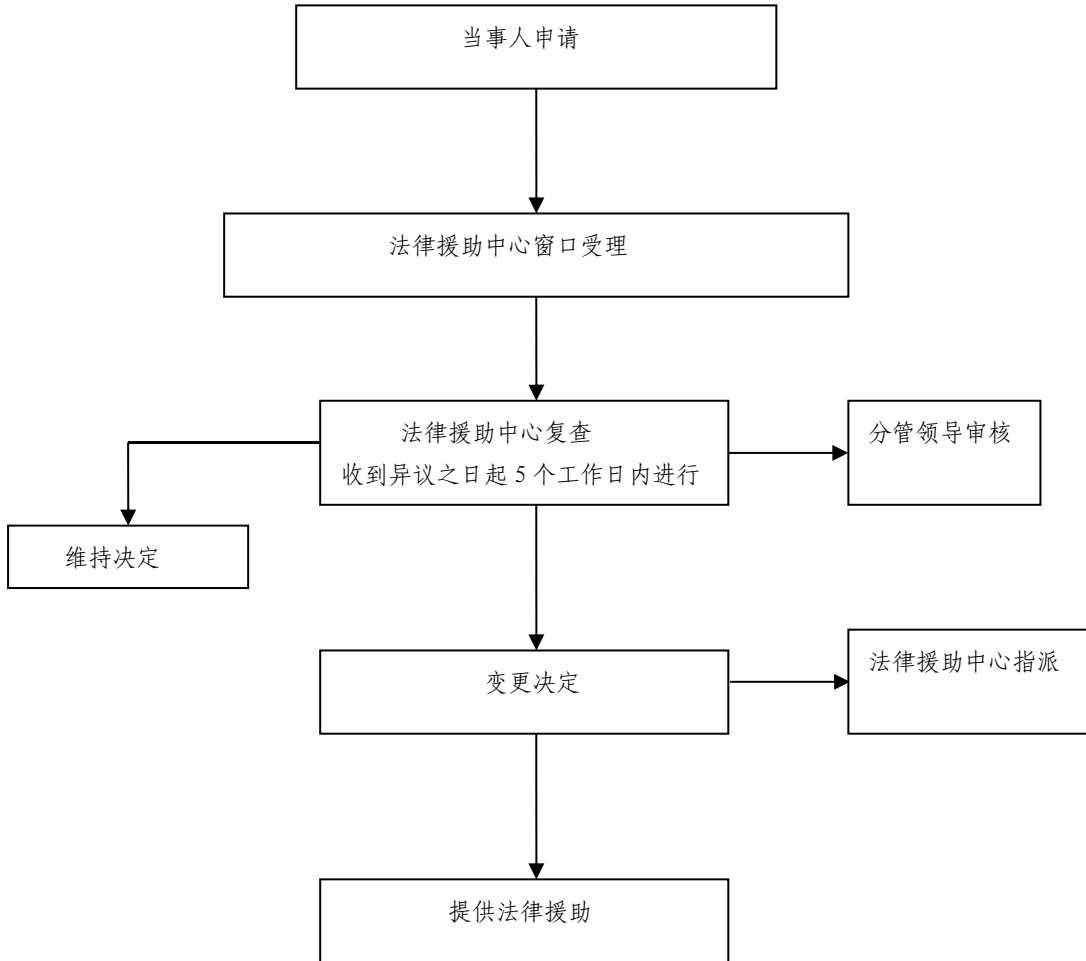 当事人申请
法律援助中心窗口受理
法律援助中心复查
收到异议之日起 5 个工作日内进行
分管领导审核
维持决定
变更决定
法律援助中心指派
提供法律援助